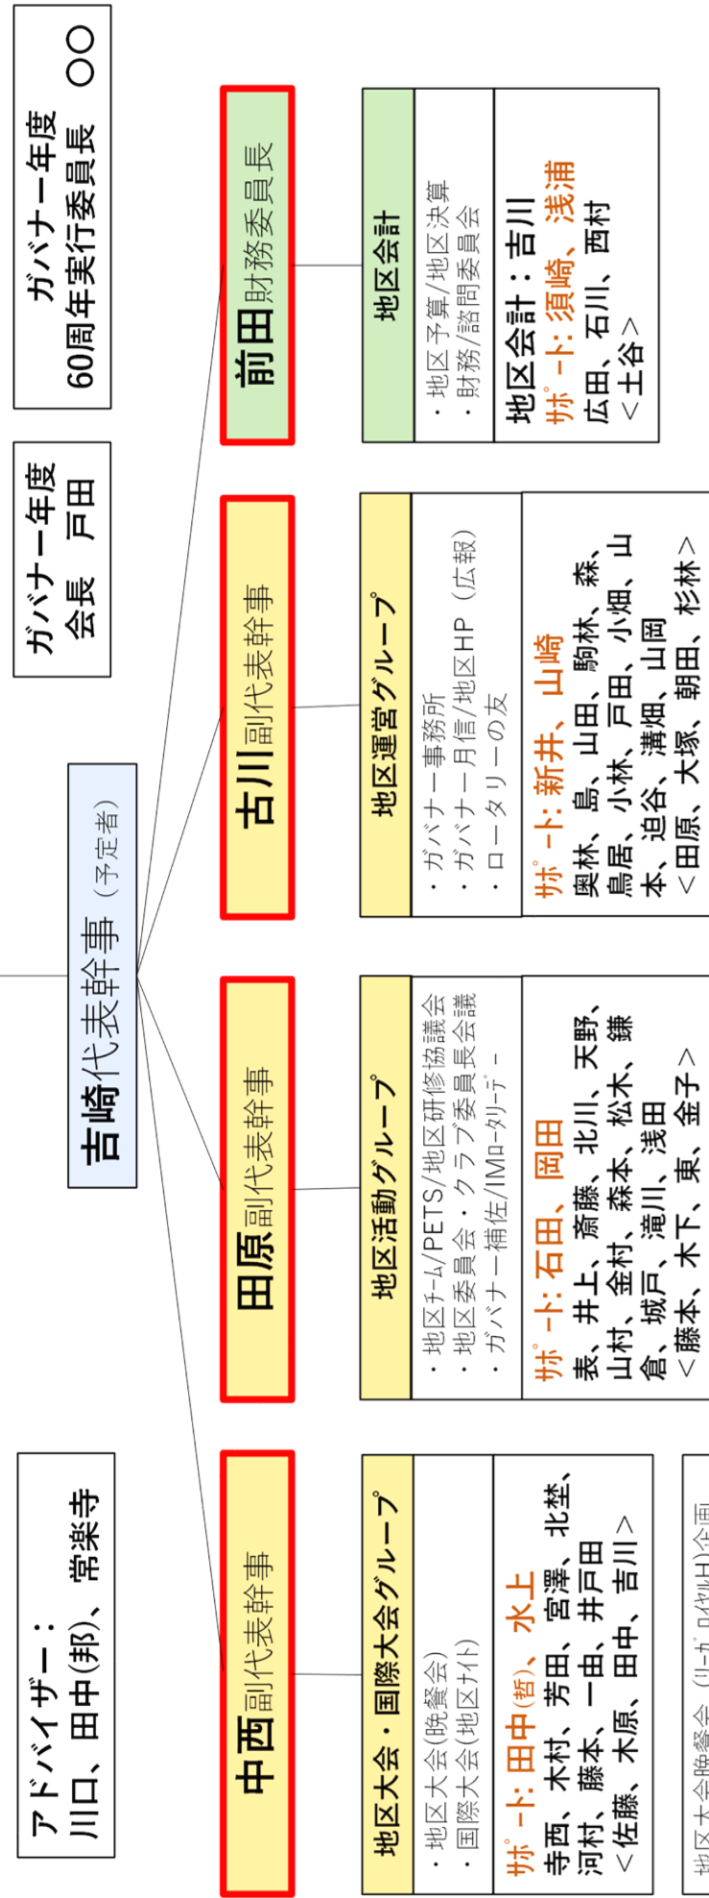 アドバイザー：
川口、田中(邦)、常楽寺
吉崎代表幹事（予定者）
ガバナー年度
会長　戸田
ガバナー年度
60周年実行委員長　〇〇
中西副代表幹事
地区大会・国際大会グループ
・地区大会(晩餐会)
・国際大会(地区ﾅｲﾄ)
ｻﾎﾟｰﾄ: 田中(哲)、水上
寺西、木村、芳田、宮澤、北埜、
河村、藤本、一由、井戸田
＜佐藤、木原、田中、吉川＞
田原副代表幹事
地区活動グループ
・地区ﾁｰﾑ/PETS/地区研修協議会
・地区委員会・クラブ委員長会議
・ガバナー補佐/IMﾛｰﾀﾘｰﾃﾞｰ
ｻﾎﾟｰﾄ: 石田、岡田
表、井上、斎藤、北川、天野、
山村、金村、森本、松木、鎌
倉、城戸、滝川、浅田
＜藤本、木下、東、金子＞
古川副代表幹事
地区運営グループ
・ガバナー事務所
・ガバナー月信/地区HP（広報）
・ロータリーの友
ｻﾎﾟｰﾄ: 新井、山崎
奥林、島、山田、駒林、森、
鳥居、小林、戸田、小畑、山
本、迫谷、溝畑、山岡
＜田原、大塚、朝田、杉林＞
前田財務委員長
地区会計
・地区予算/地区決算
・財務/諮問委員会
地区会計：吉川
ｻﾎﾟｰﾄ: 須崎、浅浦
広田、石川、西村
＜土谷＞
地区大会晩餐会